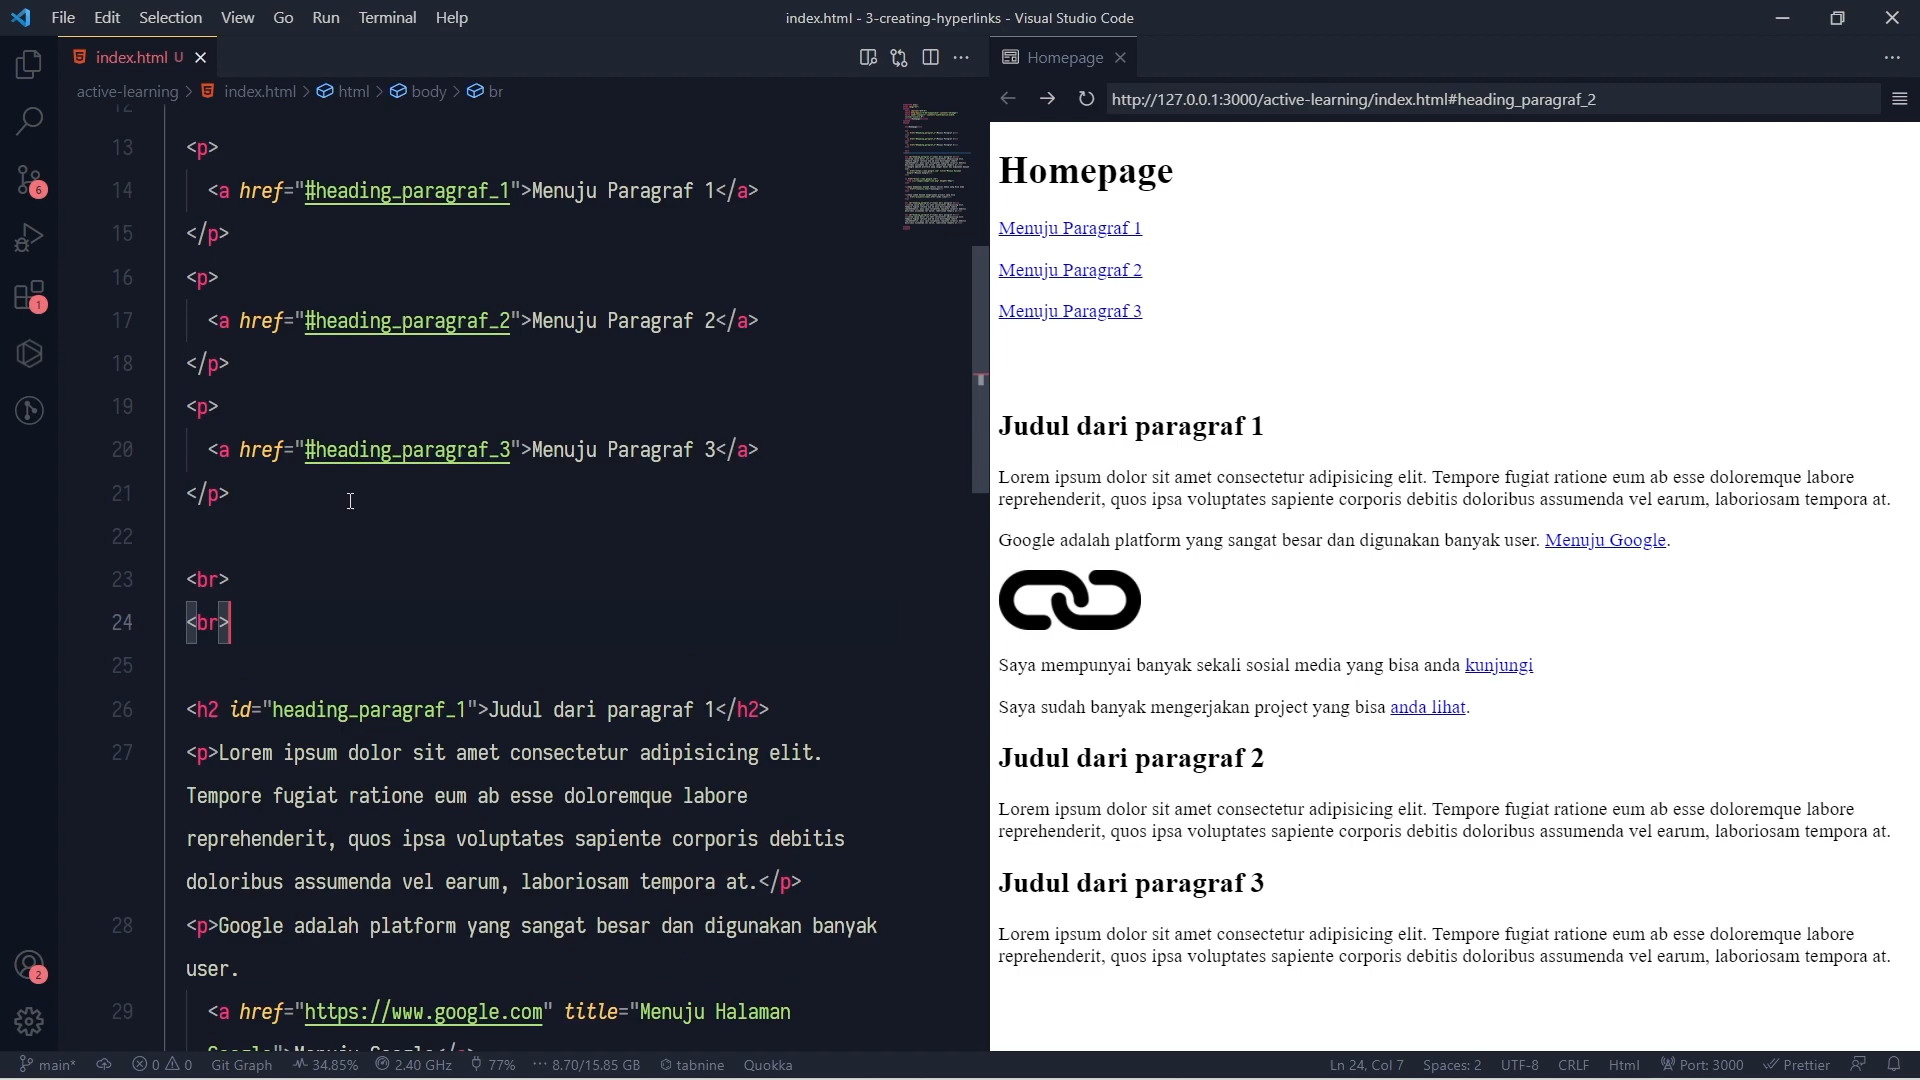 File Edit Selection View Go Run Terminal Help
index.html - 3-creating-hyperlinks - Visual Studio Code
index.html U
Homepage
active-learning > index.html > html > body > br
http://127.0.0.1:3000/active-learning/index.html#heading_paragraf_2
12
13 <p>
14 <a href="#heading_paragraf_1">Menuju Paragraf 1</a>
15 </p>
16 <p>
17 <a href="#heading_paragraf_2">Menuju Paragraf 2</a>
18 </p>
19 <p>
20 <a href="#heading_paragraf_3">Menuju Paragraf 3</a>
21 </p>
22
23 <br>
24 <br>
25
26 <h2 id="heading_paragraf_1">Judul dari paragraf 1</h2>
27 <p>Lorem ipsum dolor sit amet consectetur adipisicing elit.
Tempore fugiat ratione eum ab esse doloremque labore
reprehenderit, quos ipsa voluptates sapiente corporis debitis
doloribus assumenda vel earum, laboriosam tempora at.</p>
28 <p>Google adalah platform yang sangat besar dan digunakan banyak
user.
29 <a href="https://www.google.com" title="Menuju Halaman
Google">Menuju Google</a>
Homepage
Menuju Paragraf 1
Menuju Paragraf 2
Menuju Paragraf 3
Judul dari paragraf 1
Lorem ipsum dolor sit amet consectetur adipisicing elit. Tempore fugiat ratione eum ab esse doloremque labore
reprehenderit, quos ipsa voluptates sapiente corporis debitis doloribus assumenda vel earum, laboriosam tempora at.
Google adalah platform yang sangat besar dan digunakan banyak user. Menuju Google.
Saya mempunyai banyak sekali sosial media yang bisa anda kunjungi
Saya sudah banyak mengerjakan project yang bisa anda lihat.
Judul dari paragraf 2
Lorem ipsum dolor sit amet consectetur adipisicing elit. Tempore fugiat ratione eum ab esse doloremque labore
reprehenderit, quos ipsa voluptates sapiente corporis debitis doloribus assumenda vel earum, laboriosam tempora at.
Judul dari paragraf 3
Lorem ipsum dolor sit amet consectetur adipisicing elit. Tempore fugiat ratione eum ab esse doloremque labore
reprehenderit, quos ipsa voluptates sapiente corporis debitis doloribus assumenda vel earum, laboriosam tempora at.
6
1
2
main* 0 0 Git Graph 34.85% 2.40 GHz 77% 8.70/15.85 GB tabnine Quokka
Ln 24, Col 7 Spaces: 2 UTF-8 CRLF Html Port: 3000 Prettier